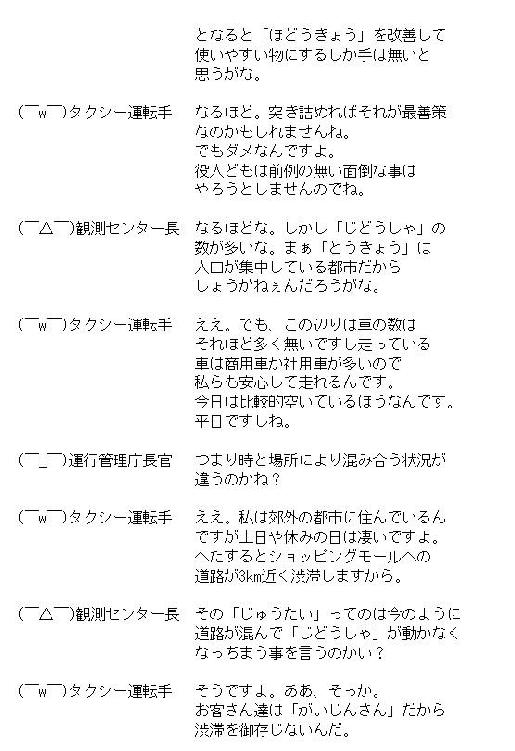 となると「ほどうきょう」を改善して
使いやすい物にするしか手は無いと
思うがな。
(￣w￣)タクシー運転手 なるほど。突き詰めればそれが最善策
なのかもしれませんね。
でもダメなんですよ。
役人どもは前例の無い面倒な事は
やろうとしませんのでね。
(￣△￣)観測センター長 なるほどな。しかし「じどうしゃ」の
数が多いな。まぁ「とうきょう」は
人口が集中している都市だから
しょうがねぇんだろうがな。
(￣w￣)タクシー運転手 ええ。でも、この辺りは車の数は
それほど多く無いですし走っている
車は商用車か社用車が多いので
私らも安心して走れるんです。
今日は比較的空いているほうなんです。
平日ですしね。
(￣_￣)運行管理庁長官 つまり時と場所により混み合う状況が
違うのかね？
(￣w￣)タクシー運転手 ええ。私は郊外の都市に住んでいるん
ですが土日や休みの日は凄いですよ。
へたするとショッピングモールへの
道路が3km近く渋滞しますから。
(￣△￣)観測センター長 その「じゅうたい」ってのは今のように
道路が混んで「じどうしゃ」が動かなく
なっちまう事を言うのかい？
(￣w￣)タクシー運転手 そうですよ。ああ、そっか。
お客さん達は「がいじんさん」だから
渋滞を御存じないんだ。